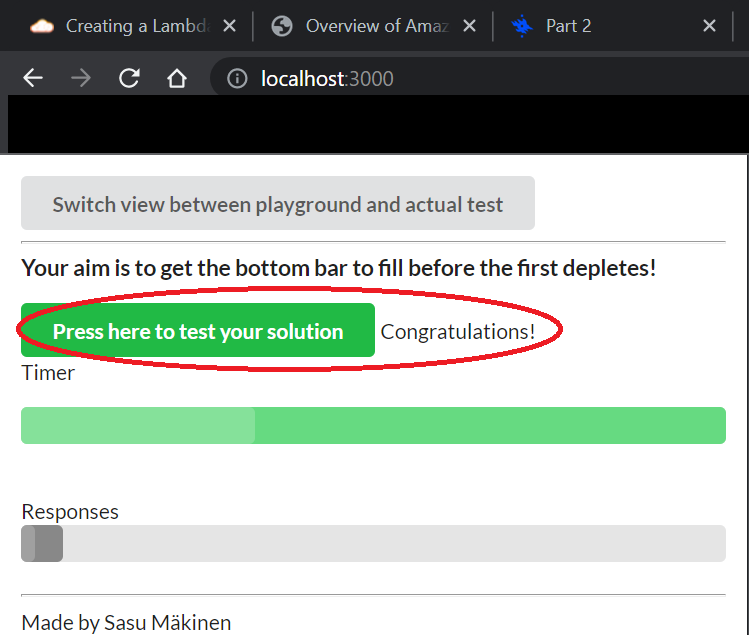 Creating a Lambda
Overview of Amaz
Part 2
localhost:3000
Switch view between playground and actual test
Your aim is to get the bottom bar to fill before the first depletes!
Press here to test your solution Congratulations!
Timer
Responses
Made by Sasu Mäkinen